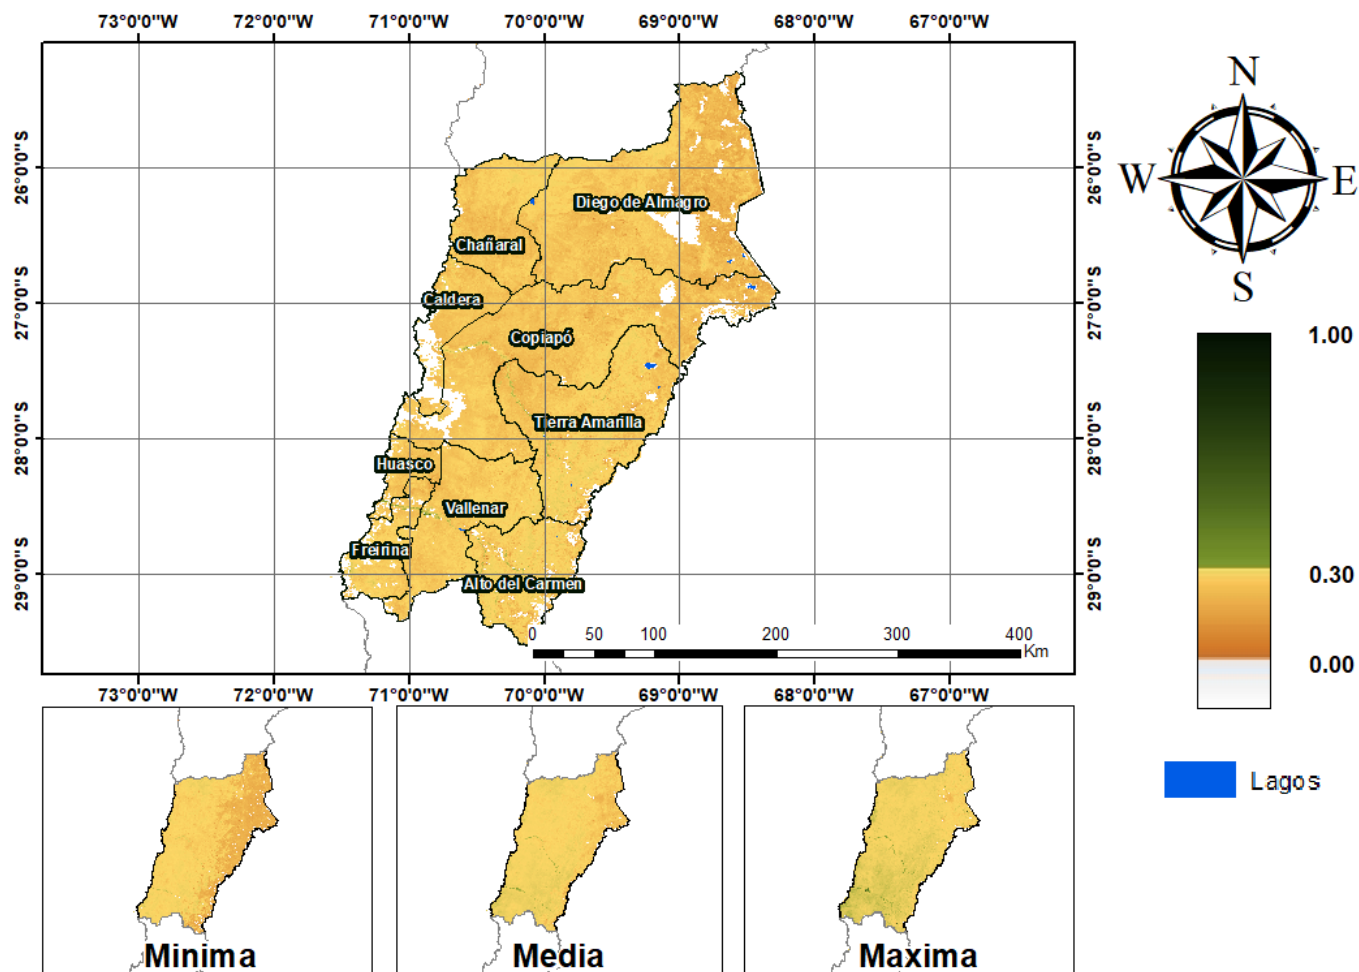 73°0'0"W 72°0'0"W 71°0'0"W 70°0'0"W 69°0'0"W 68°0'0"W 67°0'0"W
N
W E
S
26°0'0"S 26°0'0"S
27°0'0"S 27°0'0"S
28°0'0"S 28°0'0"S
29°0'0"S 29°0'0"S
Diego de Almagro
Chañaral
Caldera
Copiapó
Tierra Amarilla
Huasco
Vallenar
Freirina
Alto del Carmen
0 50 100 200 300 400
Km
73°0'0"W 72°0'0"W 71°0'0"W 70°0'0"W 69°0'0"W 68°0'0"W 67°0'0"W
1.00
0.30
0.00
Lagos
Minima
Media
Maxima